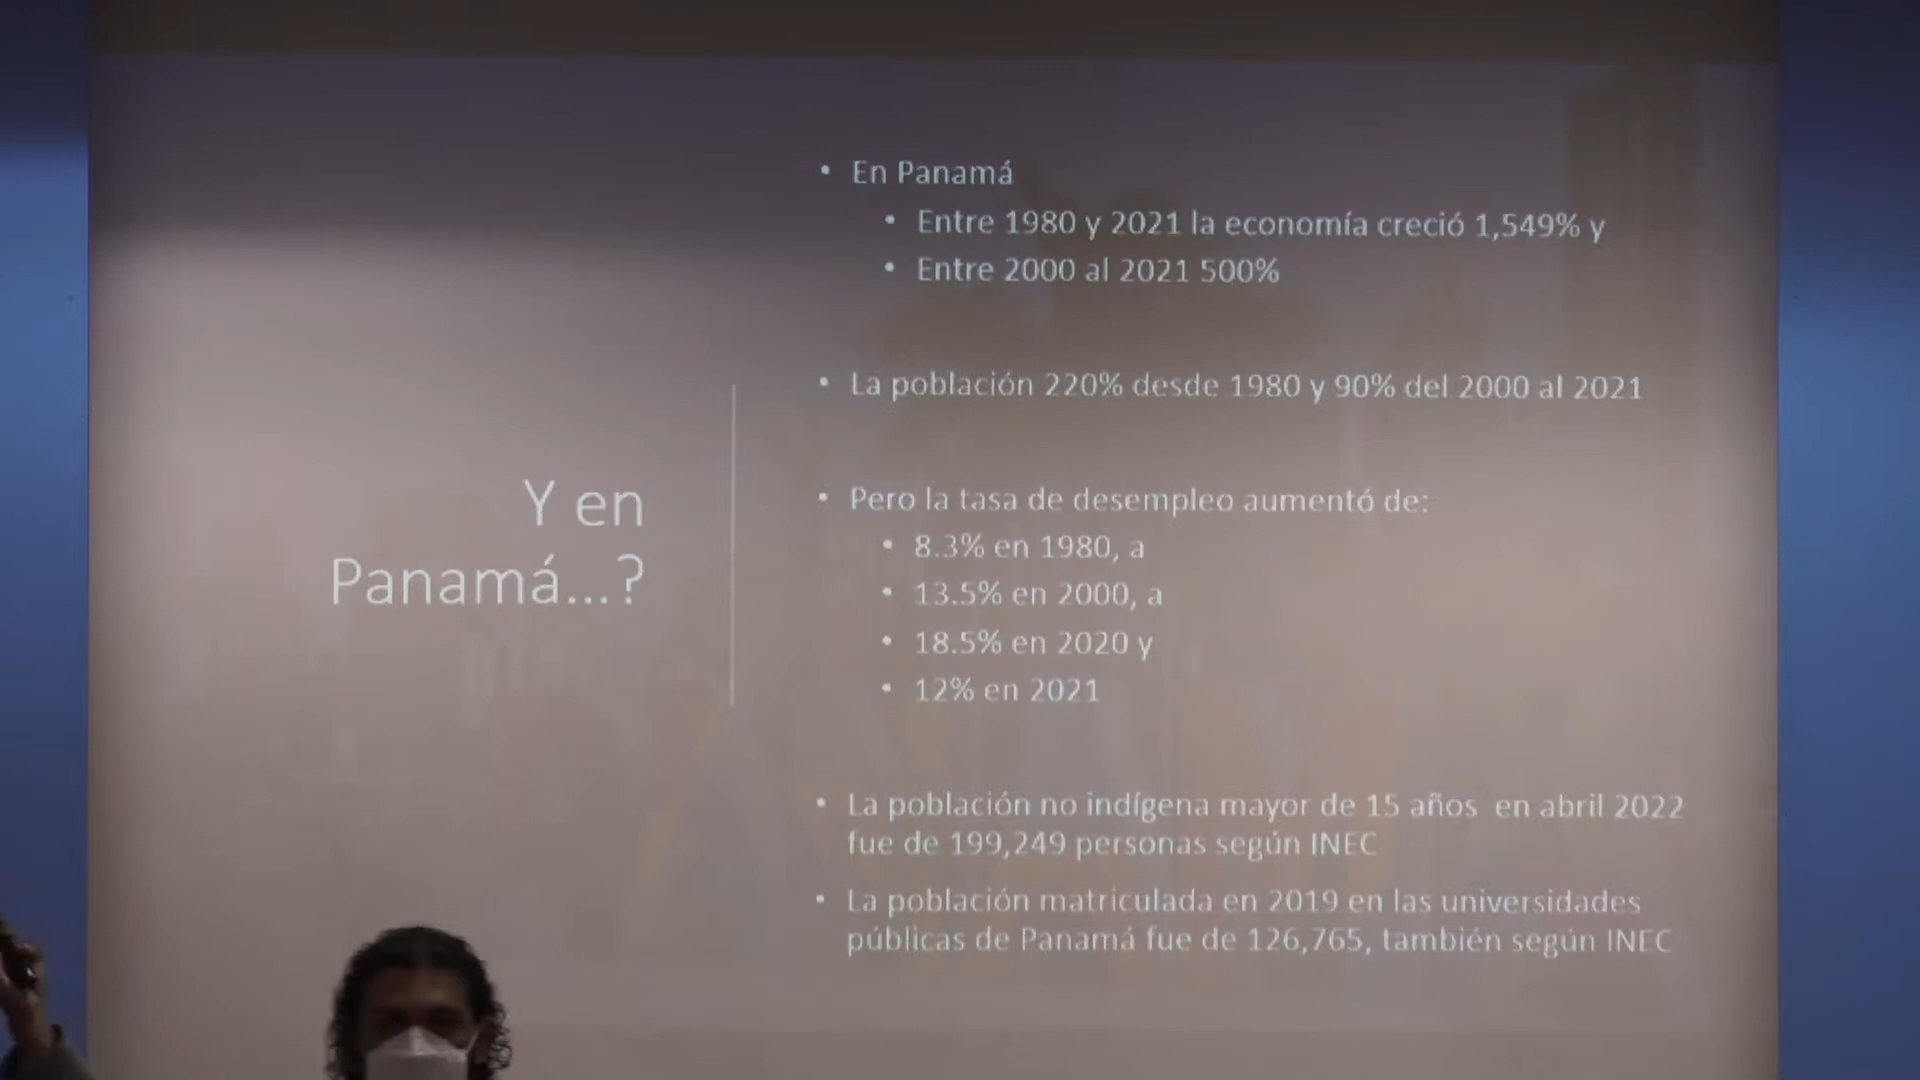 Y en
Panamá...?
• En Panamá
• Entre 1980 y 2021 la economía creció 1,549% y
• Entre 2000 al 2021 500%
• La población 220% desde 1980 y 90% del 2000 al 2021
• Pero la tasa de desempleo aumentó de:
• 8.3% en 1980, a
• 13.5% en 2000, a
• 18.5% en 2020 y
• 12% en 2021
• La población no indígena mayor de 15 años en abril 2022
fue de 199,249 personas según INEC
• La población matriculada en 2019 en las universidades
públicas de Panamá fue de 126,765, también según INEC